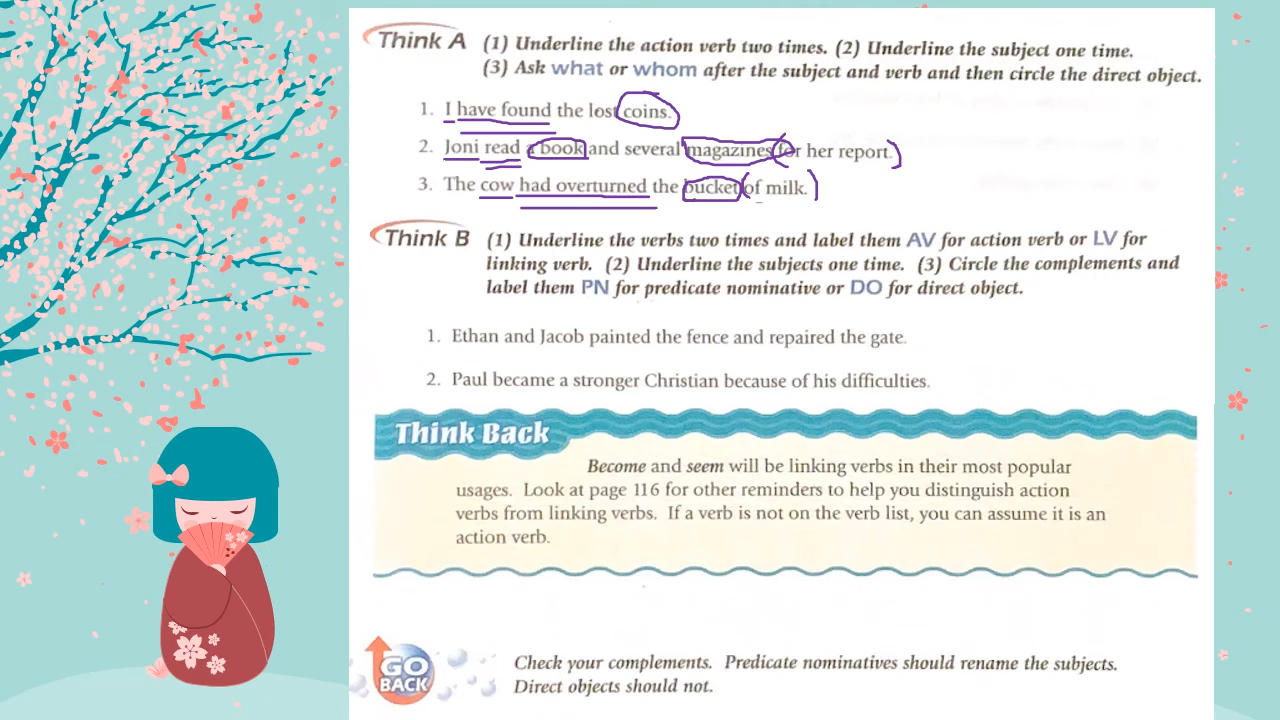 Think A (1) Underline the action verb two times. (2) Underline the subject one time.
(3) Ask what or whom after the subject and verb and then circle the direct object.
1. I have found the lost coins.
2. Joni read a book and several magazines for her report.
3. The cow had overturned the bucket of milk.
Think B (1) Underline the verbs two times and label them AV for action verb or LV for
linking verb. (2) Underline the subjects one time. (3) Circle the complements and
label them PN for predicate nominative or DO for direct object.
1. Ethan and Jacob painted the fence and repaired the gate.
2. Paul became a stronger Christian because of his difficulties.
Think Back
Become and seem will be linking verbs in their most popular
usages. Look at page 116 for other reminders to help you distinguish action
verbs from linking verbs. If a verb is not on the verb list, you can assume it is an
action verb.
GO
BACK
Check your complements. Predicate nominatives should rename the subjects.
Direct objects should not.